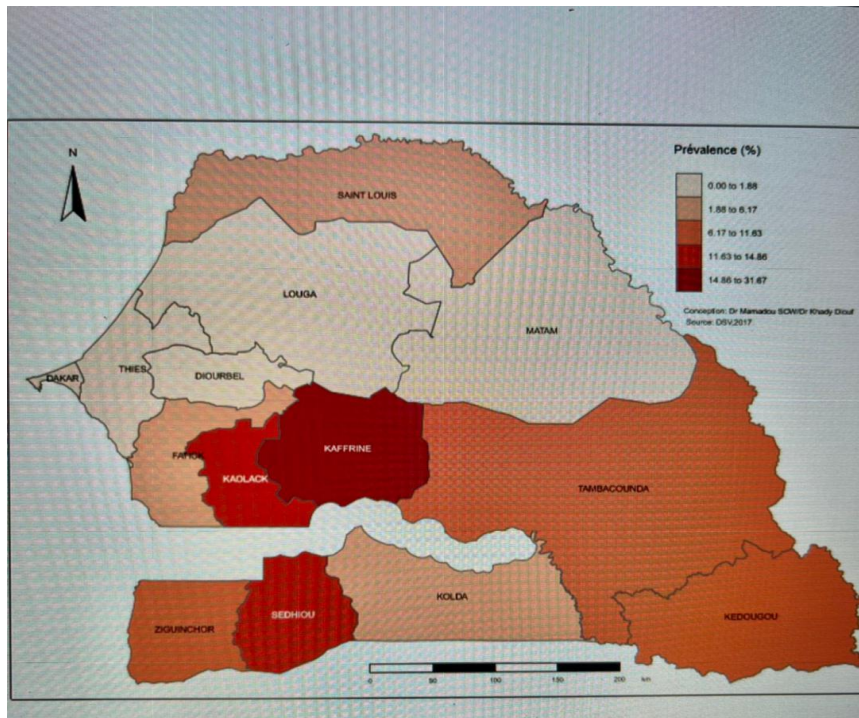 N
Prévalence (%)
0.00 to 1.88
1.88 to 6.17
6.17 to 11.63
11.63 to 14.86
14.86 to 31.67
Conception: Dr Mamadou SOW/Dr Khady Diouf
Source: DSV,2017
SAINT LOUIS
LOUGA
MATAM
THIES
DAKAR
DIOURBEL
KAFFRINE
KAOLACK
TAMBACOUNDA
KOLDA
SEDHIOU
ZIGUINCHOR
KEDOUGOU
0 50 100 150 200 km